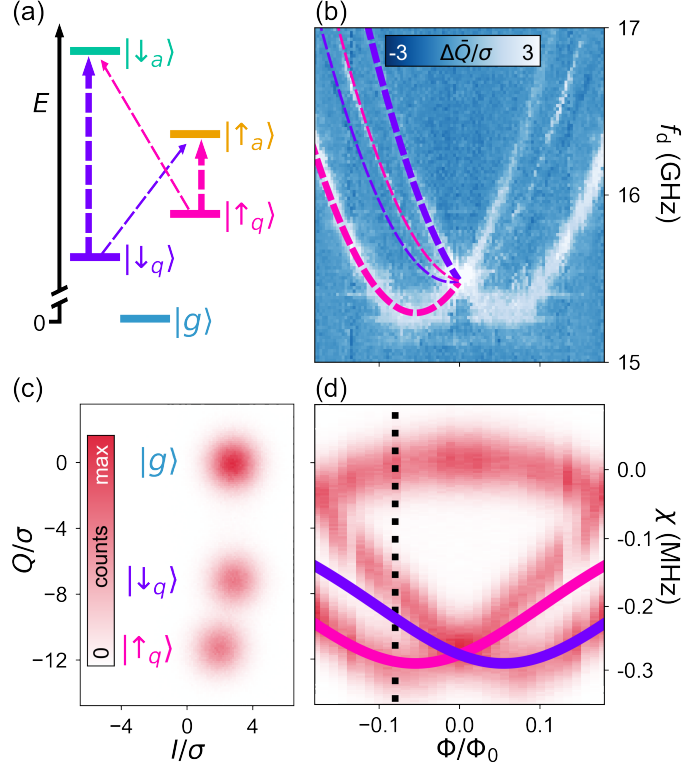 (a)
E
|↓a⟩
|↑a⟩
|↑q⟩
|↓q⟩
0
|g⟩
(b)
-3 ΔQ̄/σ 3
17
16
15
fd (GHz)
(c)
0
−4
−8
−12
Q/σ
0 counts max
|g⟩
|↓q⟩
|↑q⟩
−4 0 4
I/σ
(d)
0.0
-0.1
-0.2
-0.3
χ (MHz)
−0.1 0.0 0.1
Φ/Φ0